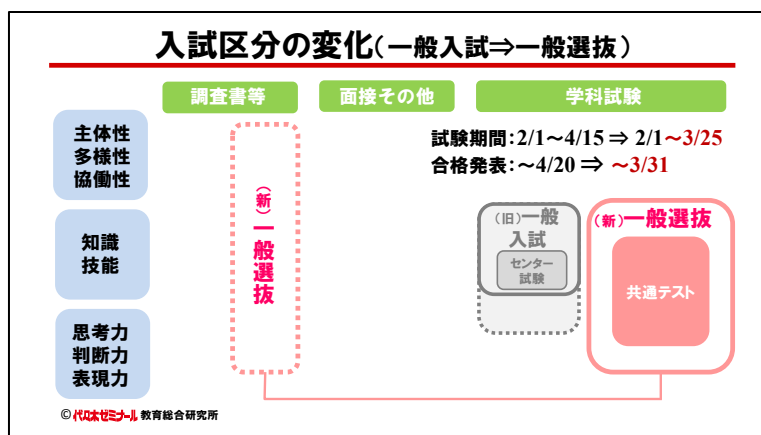 入試区分の変化(一般入試⇒一般選抜)
調査書等
面接その他
学科試験
主体性
多様性
協働性
試験期間:2/1~4/15 ⇒ 2/1~3/25
合格発表:~4/20 ⇒ ~3/31
(新)一般選抜
(旧)一般
入試
センター
試験
(新)一般選抜
共通テスト
知識
技能
思考力
判断力
表現力
© 代々木ゼミナール 教育総合研究所